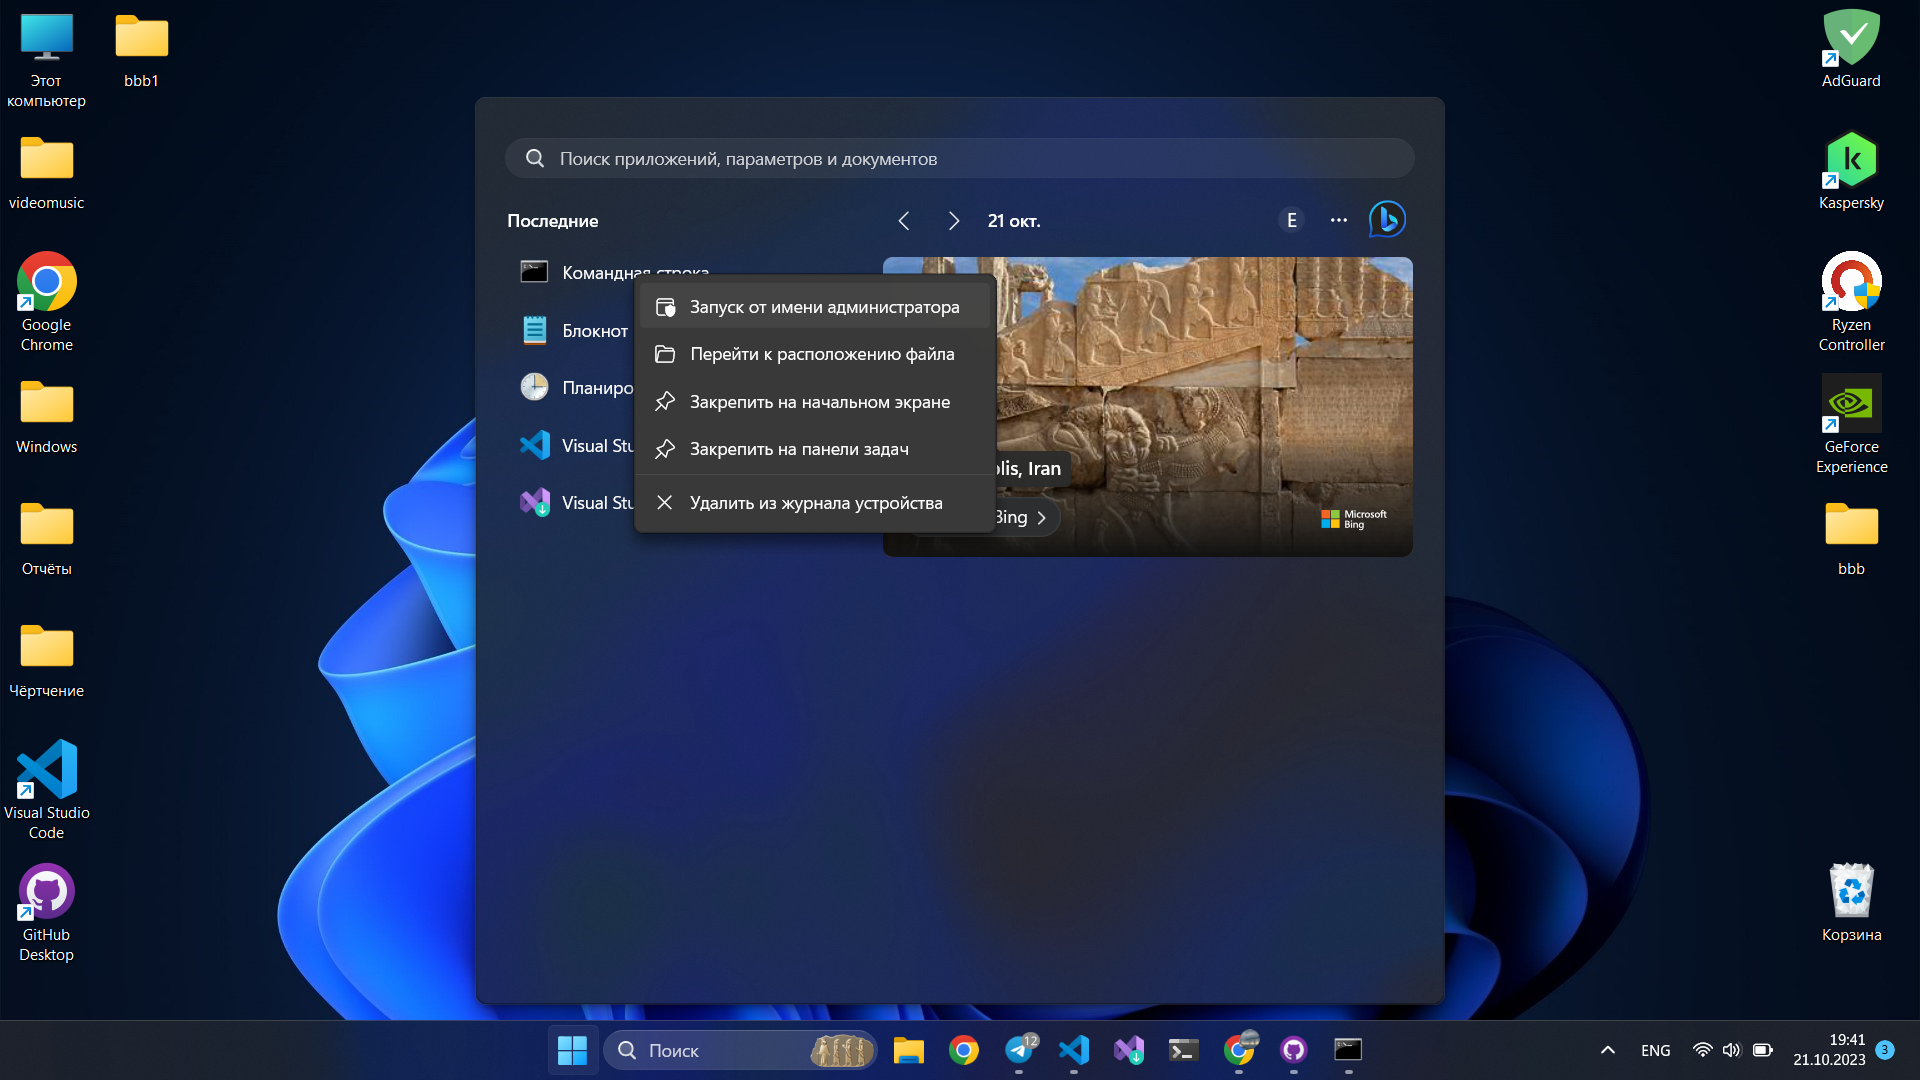 Этот
компьютер
bbb1
videomusic
Google
Chrome
Windows
Отчёты
Чёртчение
Visual Studio
Code
GitHub
Desktop
Поиск приложений, параметров и документов
Последние
21 окт.
E
Командная строка
Блокнот
Планиро
Visual Stu
Visual Stu
Запуск от имени администратора
Перейти к расположению файла
Закрепить на начальном экране
Закрепить на панели задач
Удалить из журнала устройства
lis, Iran
Bing
Microsoft
Bing
AdGuard
Kaspersky
Ryzen
Controller
GeForce
Experience
bbb
Корзина
Поиск
12
ENG
19:41
21.10.2023
3